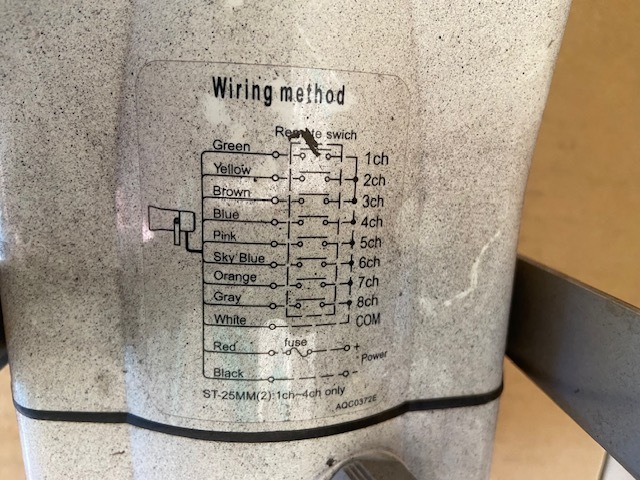 Wiring method
Remote swich
Green 1ch
Yellow 2ch
Brown 3ch
Blue 4ch
Pink 5ch
Sky Blue 6ch
Orange 7ch
Gray 8ch
White COM
Red fuse +
Power
Black -
ST-25MM(2):1ch~4ch only
AQC0372E